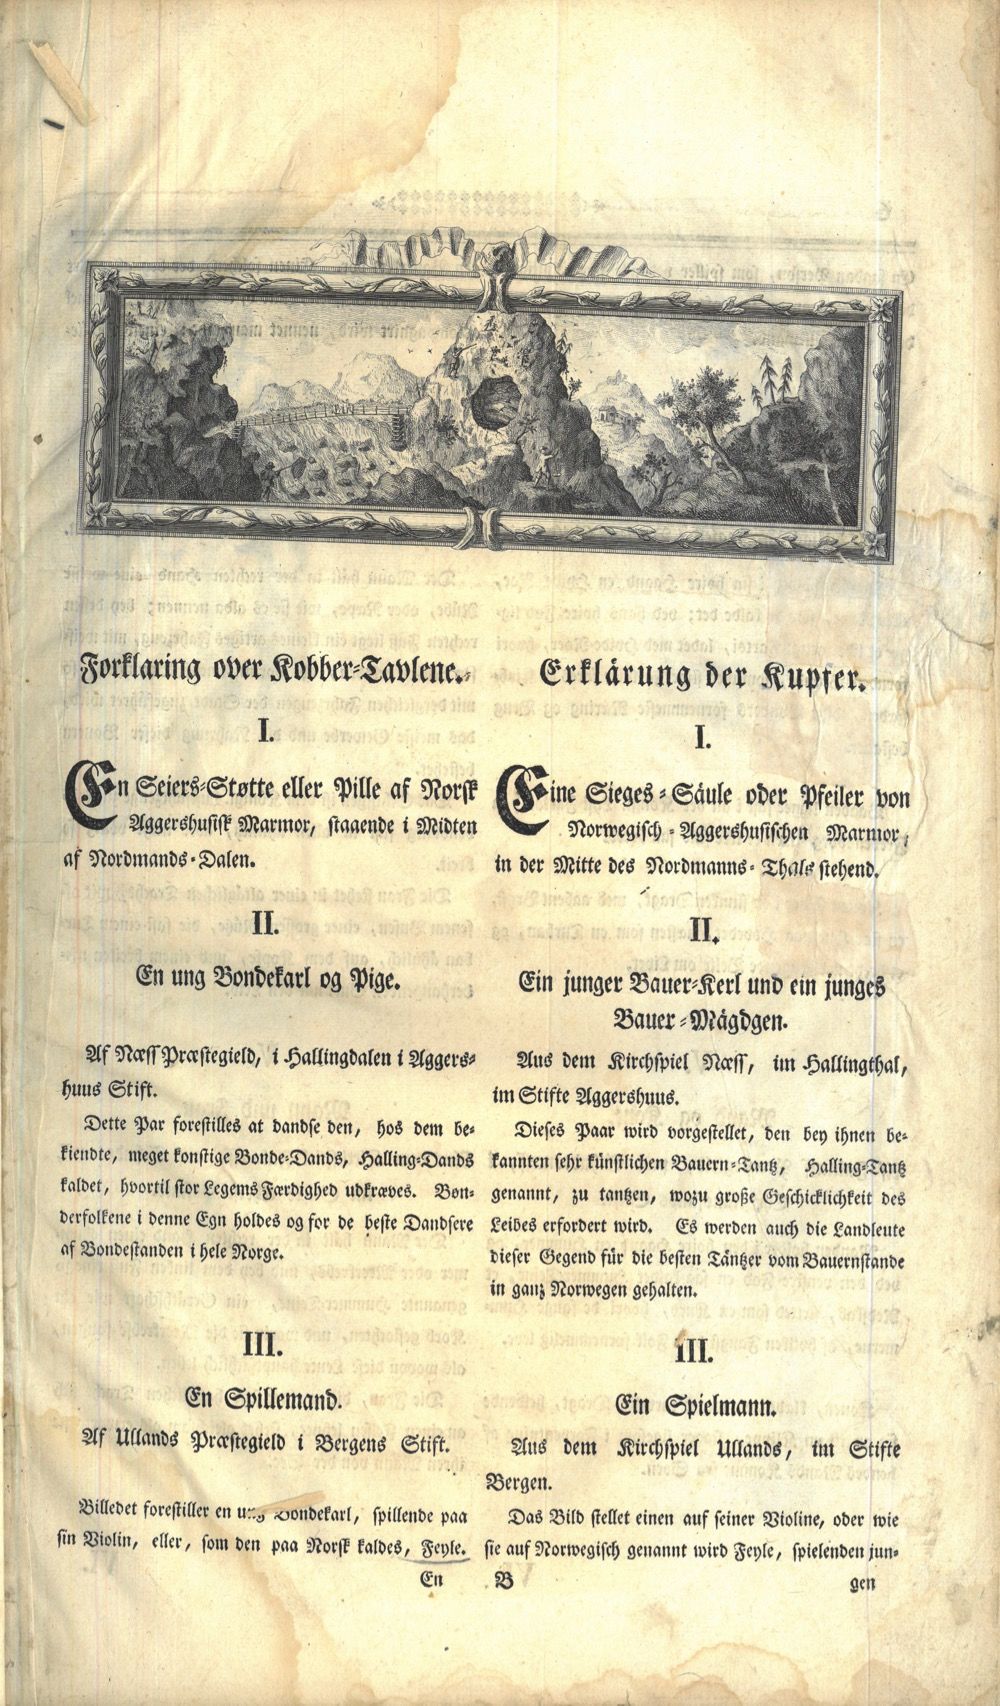 Forklaring over Kobber-Tavlene.
I.
En Seiers-Støtte eller Pille af Norsk
Aggershusisk Marmor, staaende i Midten
af Nordmands-Dalen.
II.
En ung Bondekarl og Pige.
Af Næss Præstegield, i Hallingdalen i Aggers-
huus Stift.
Dette Par forestilles at dandse den, hos dem be-
kiendte, meget konstige Bonde-Dands, Halling-Dands
kaldet, hvortil stor Legems Færdighed udkræves. Bon-
derfolkene i denne Egn holdes og for de beste Dandsere
af Bondestanden i hele Norge.
III.
En Spillemand.
Af Ullands Præstegield i Bergens Stift.
Billedet forestiller en ung Bondekarl, spillende paa
sin Violin, eller, som den paa Norsk kaldes, Feyle.
En
Erklärung der Kupfer.
I.
Eine Sieges-Säule oder Pfeiler von
Norwegisch-Aggershusischen Marmor,
in der Mitte des Nordmanns-Thals stehend.
II.
Ein junger Bauer-Kerl und ein junges
Bauer-Mägdgen.
Aus dem Kirchspiel Næss, im Hallingthal,
im Stifte Aggershuus.
Dieses Paar wird vorgestellet, den bey ihnen be-
kannten sehr künstlichen Bauern-Tantz, Halling-Tantz
genannt, zu tantzen, wozu große Geschicklichkeit des
Leibes erfordert wird. Es werden auch die Landleute
dieser Gegend für die besten Täntzer vom Bauernstande
in ganz Norwegen gehalten.
III.
Ein Spielmann.
Aus dem Kirchspiel Ullands, im Stifte
Bergen.
Das Bild stellet einen auf seiner Violine, oder wie
sie auf Norwegisch genannt wird Feyle, spielenden jun-
B
gen